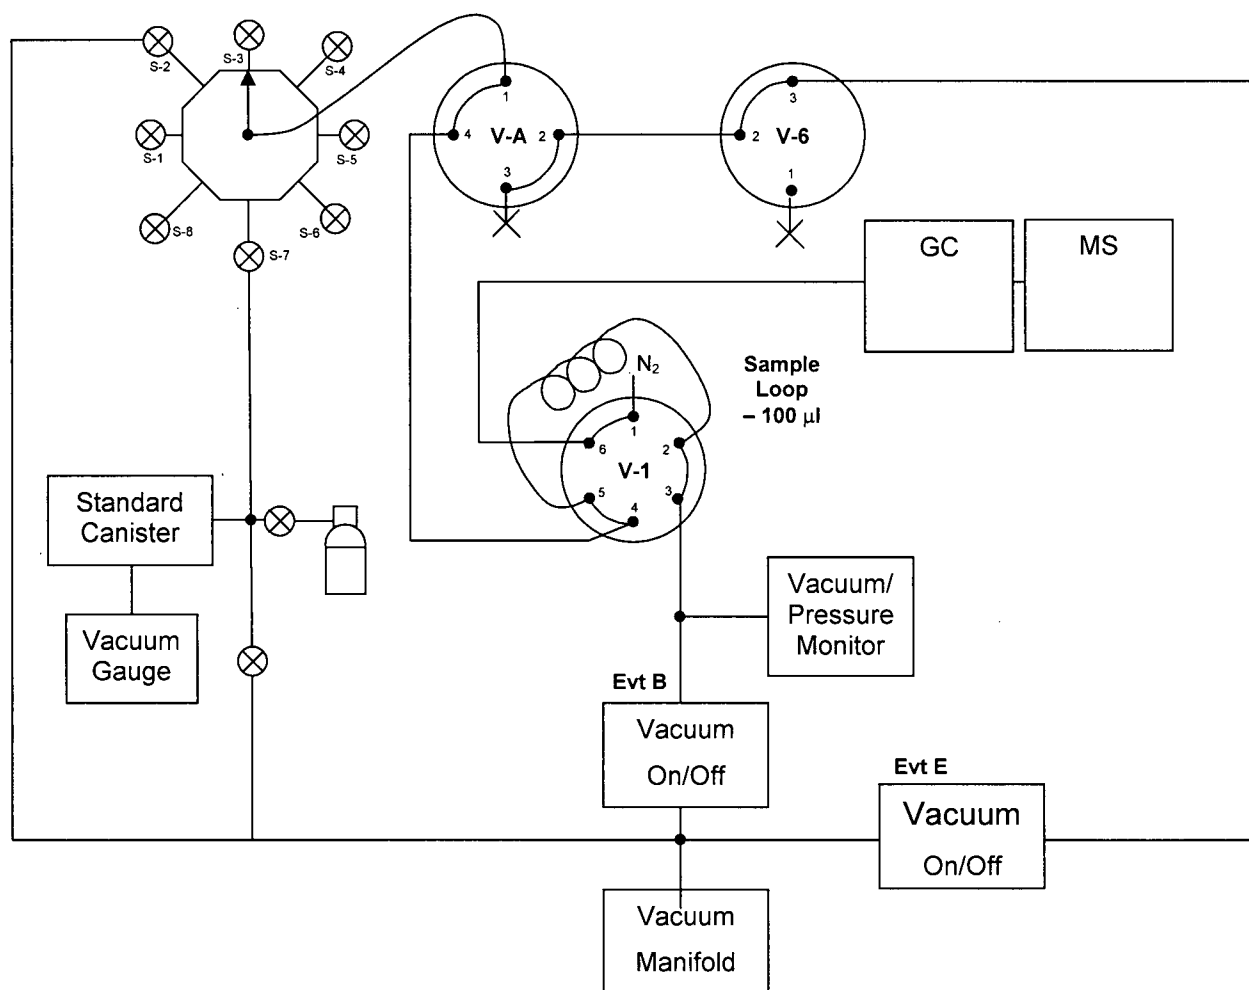 S-2
S-3
S-4
S-1
S-5
S-8
S-6
S-7
1
V-A
4
2
3
3
V-6
2
1
GC
MS
N₂
Sample
Loop
– 100 µl
1
6
2
V-1
5
3
4
Standard
Canister
Vacuum
Gauge
Vacuum/
Pressure
Monitor
Evt B
Vacuum
On/Off
Evt E
Vacuum
On/Off
Vacuum
Manifold